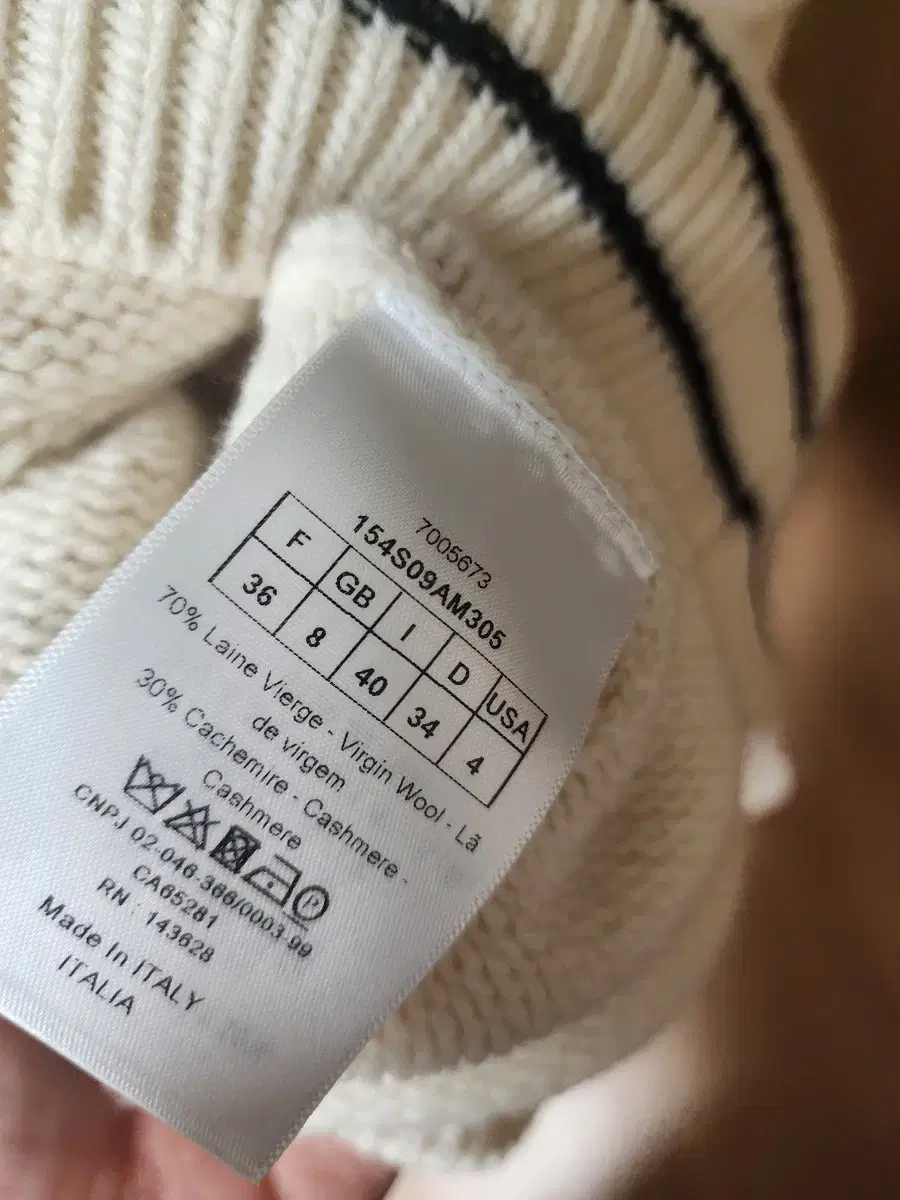 7005673
154S09AM305
F GB I D USA
36 8 40 34 4
70% Laine Vierge - Virgin Wool - Lã
de virgem
30% Cachemire - Cashmere -
Cashmere
P
CNPJ 02-046-366/0003-99
CA65281
RN : 143628
Made In ITALY
ITALIA